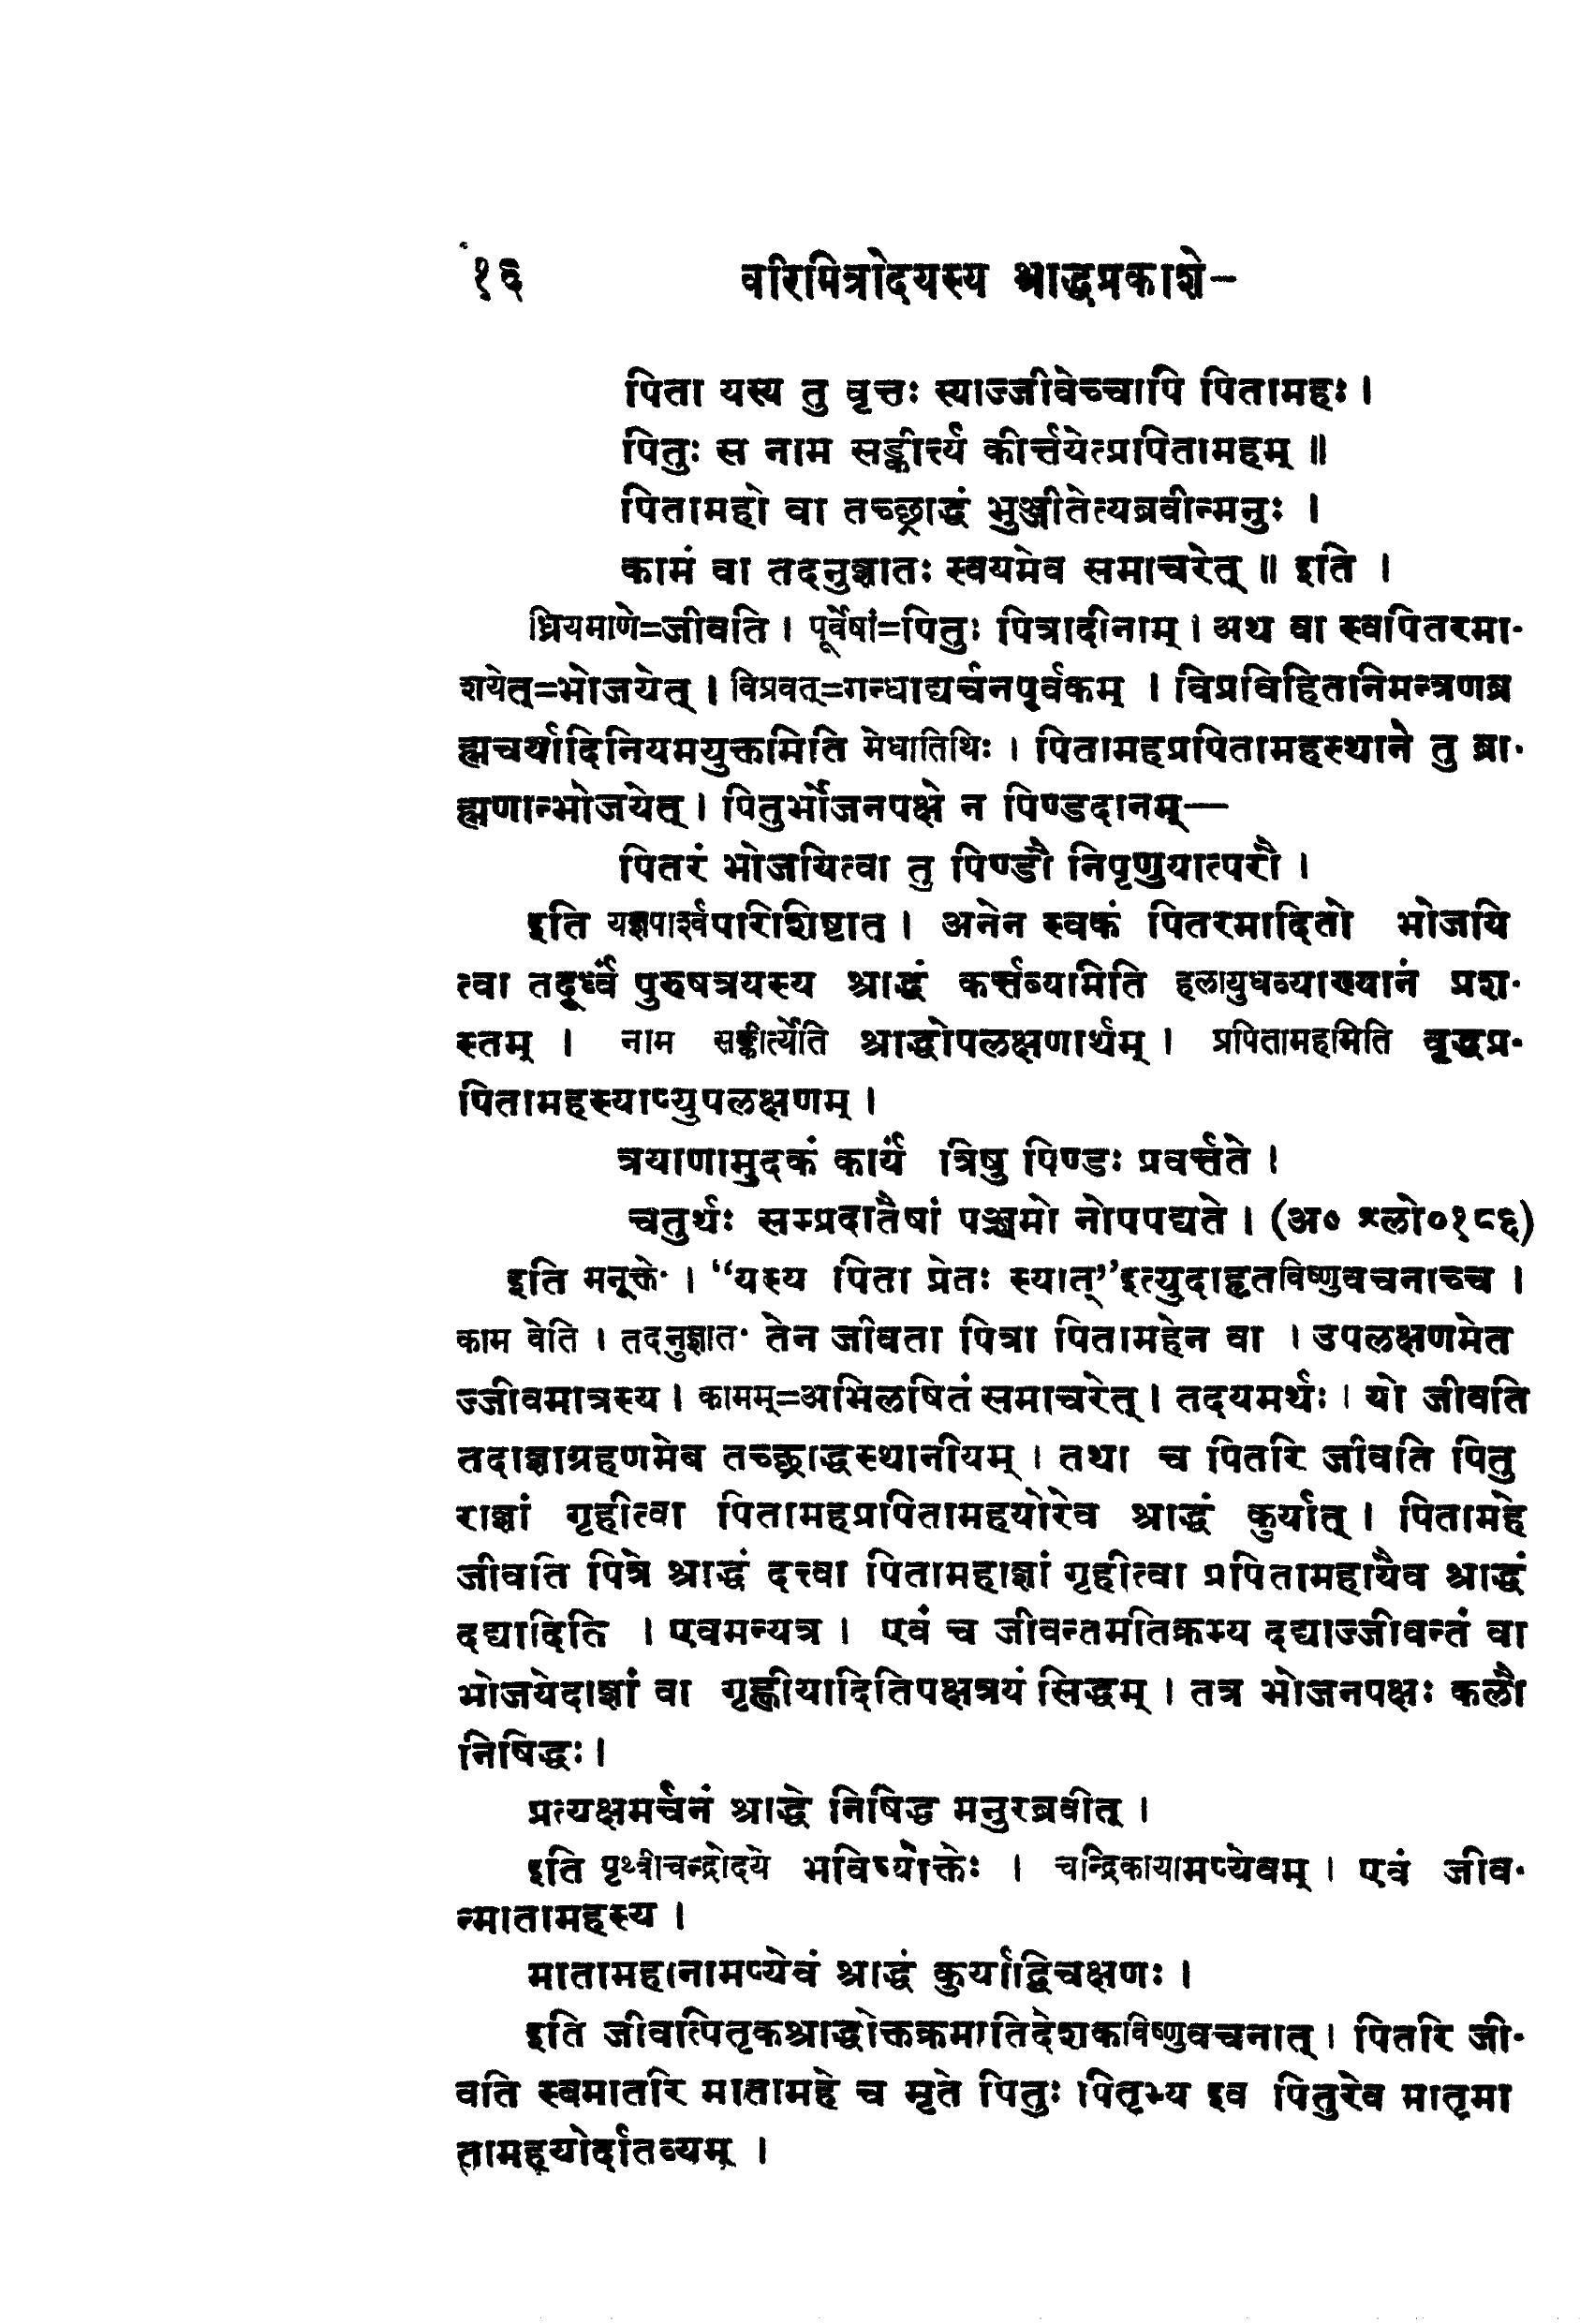 १६ वीरमित्रोदयस्य श्राद्धप्रकाशे-
पिता यस्य तु वृत्तः स्याज्जीवेच्चापि पितामहः ।
पितुः स नाम सङ्कीर्त्त्य कीर्त्तयेत्प्रपितामहम् ॥
पितामहो वा तच्छ्राद्धं भुञ्जीतेत्यब्रवीन्मनुः ।
कामं वा तदनुज्ञातः स्वयमेव समाचरेत् ॥ इति ।
ध्रियमाणे=जीवति । पूर्वेषां=पितुः पित्रादीनाम् । अथ वा स्वपितरमा-
शयेत्=भोजयेत् । विप्रवत्=गन्धाद्यर्चनपूर्वकम् । विप्रविहितनिमन्त्रणब्र
ह्मचर्यादिनियमयुक्तमिति मेधातिथिः । पितामहप्रपितामहस्थाने तु ब्रा-
ह्मणान्भोजयेत् । पितुर्भोजनपक्षे न पिण्डदानम्—
पितरं भोजयित्वा तु पिण्डौ निपृणुयात्परौ ।
इति यज्ञपार्श्वपरिशिष्टात् । अनेन स्वकं पितरमादितो भोजयि
त्वा तदूर्ध्वं पुरुषत्रयस्य श्राद्धं कर्त्तव्यमिति हलायुधव्याख्यानं प्रश-
स्तम् । नाम सङ्कीर्त्येति श्राद्धोपलक्षणार्थम् । प्रपितामहमिति वृद्धप्र-
पितामहस्याप्युपलक्षणम् ।
त्रयाणामुदकं कार्यं त्रिषु पिण्डः प्रवर्त्तते ।
चतुर्थः सम्प्रदातैषां पञ्चमो नोपपद्यते । (अ० श्लो०१८६)
इति मनूक्तेः । “यस्य पिता प्रेतः स्यात्”इत्युदाहृतविष्णुवचनाच्च ।
काम वेति । तदनुज्ञातः तेन जीवता पित्रा पितामहेन वा । उपलक्षणमेत
ज्जीवमात्रस्य । कामम्=अभिलषितं समाचरेत् । तदयमर्थः । यो जीवति
तदाज्ञाग्रहणमेव तच्छ्राद्धस्थानीयम् । तथा च पितरि जीवति पितु
राज्ञां गृहीत्वा पितामहप्रपितामहयोरेव श्राद्धं कुर्यात् । पितामहे
जीवति पित्रे श्राद्धं दत्त्वा पितामहाज्ञां गृहीत्वा प्रपितामहायैव श्राद्धं
दद्यादिति । एवमन्यत्र । एवं च जीवन्तमतिक्रम्य दद्याज्जीवन्तं वा
भोजयेदाज्ञां वा गृह्णीयादितिपक्षत्रयं सिद्धम् । तत्र भोजनपक्षः कलौ
निषिद्धः ।
प्रत्यक्षमर्चनं श्राद्धे निषिद्ध मनुरब्रवीत् ।
इति पृथ्वीचन्द्रोदये भविष्योक्तेः । चन्द्रिकायामप्येवम् । एवं जीव-
न्मातामहस्य ।
मातामहानामप्येवं श्राद्धं कुर्याद्विचक्षणः ।
इति जीवत्पितृकश्राद्धोक्तक्रमातिदेशकविष्णुवचनात् । पितरि जी-
वति स्वमातरि मातामहे च मृते पितुः पितृभ्य इव पितुरेव मातृमा
तामहयोर्दातव्यम् ।